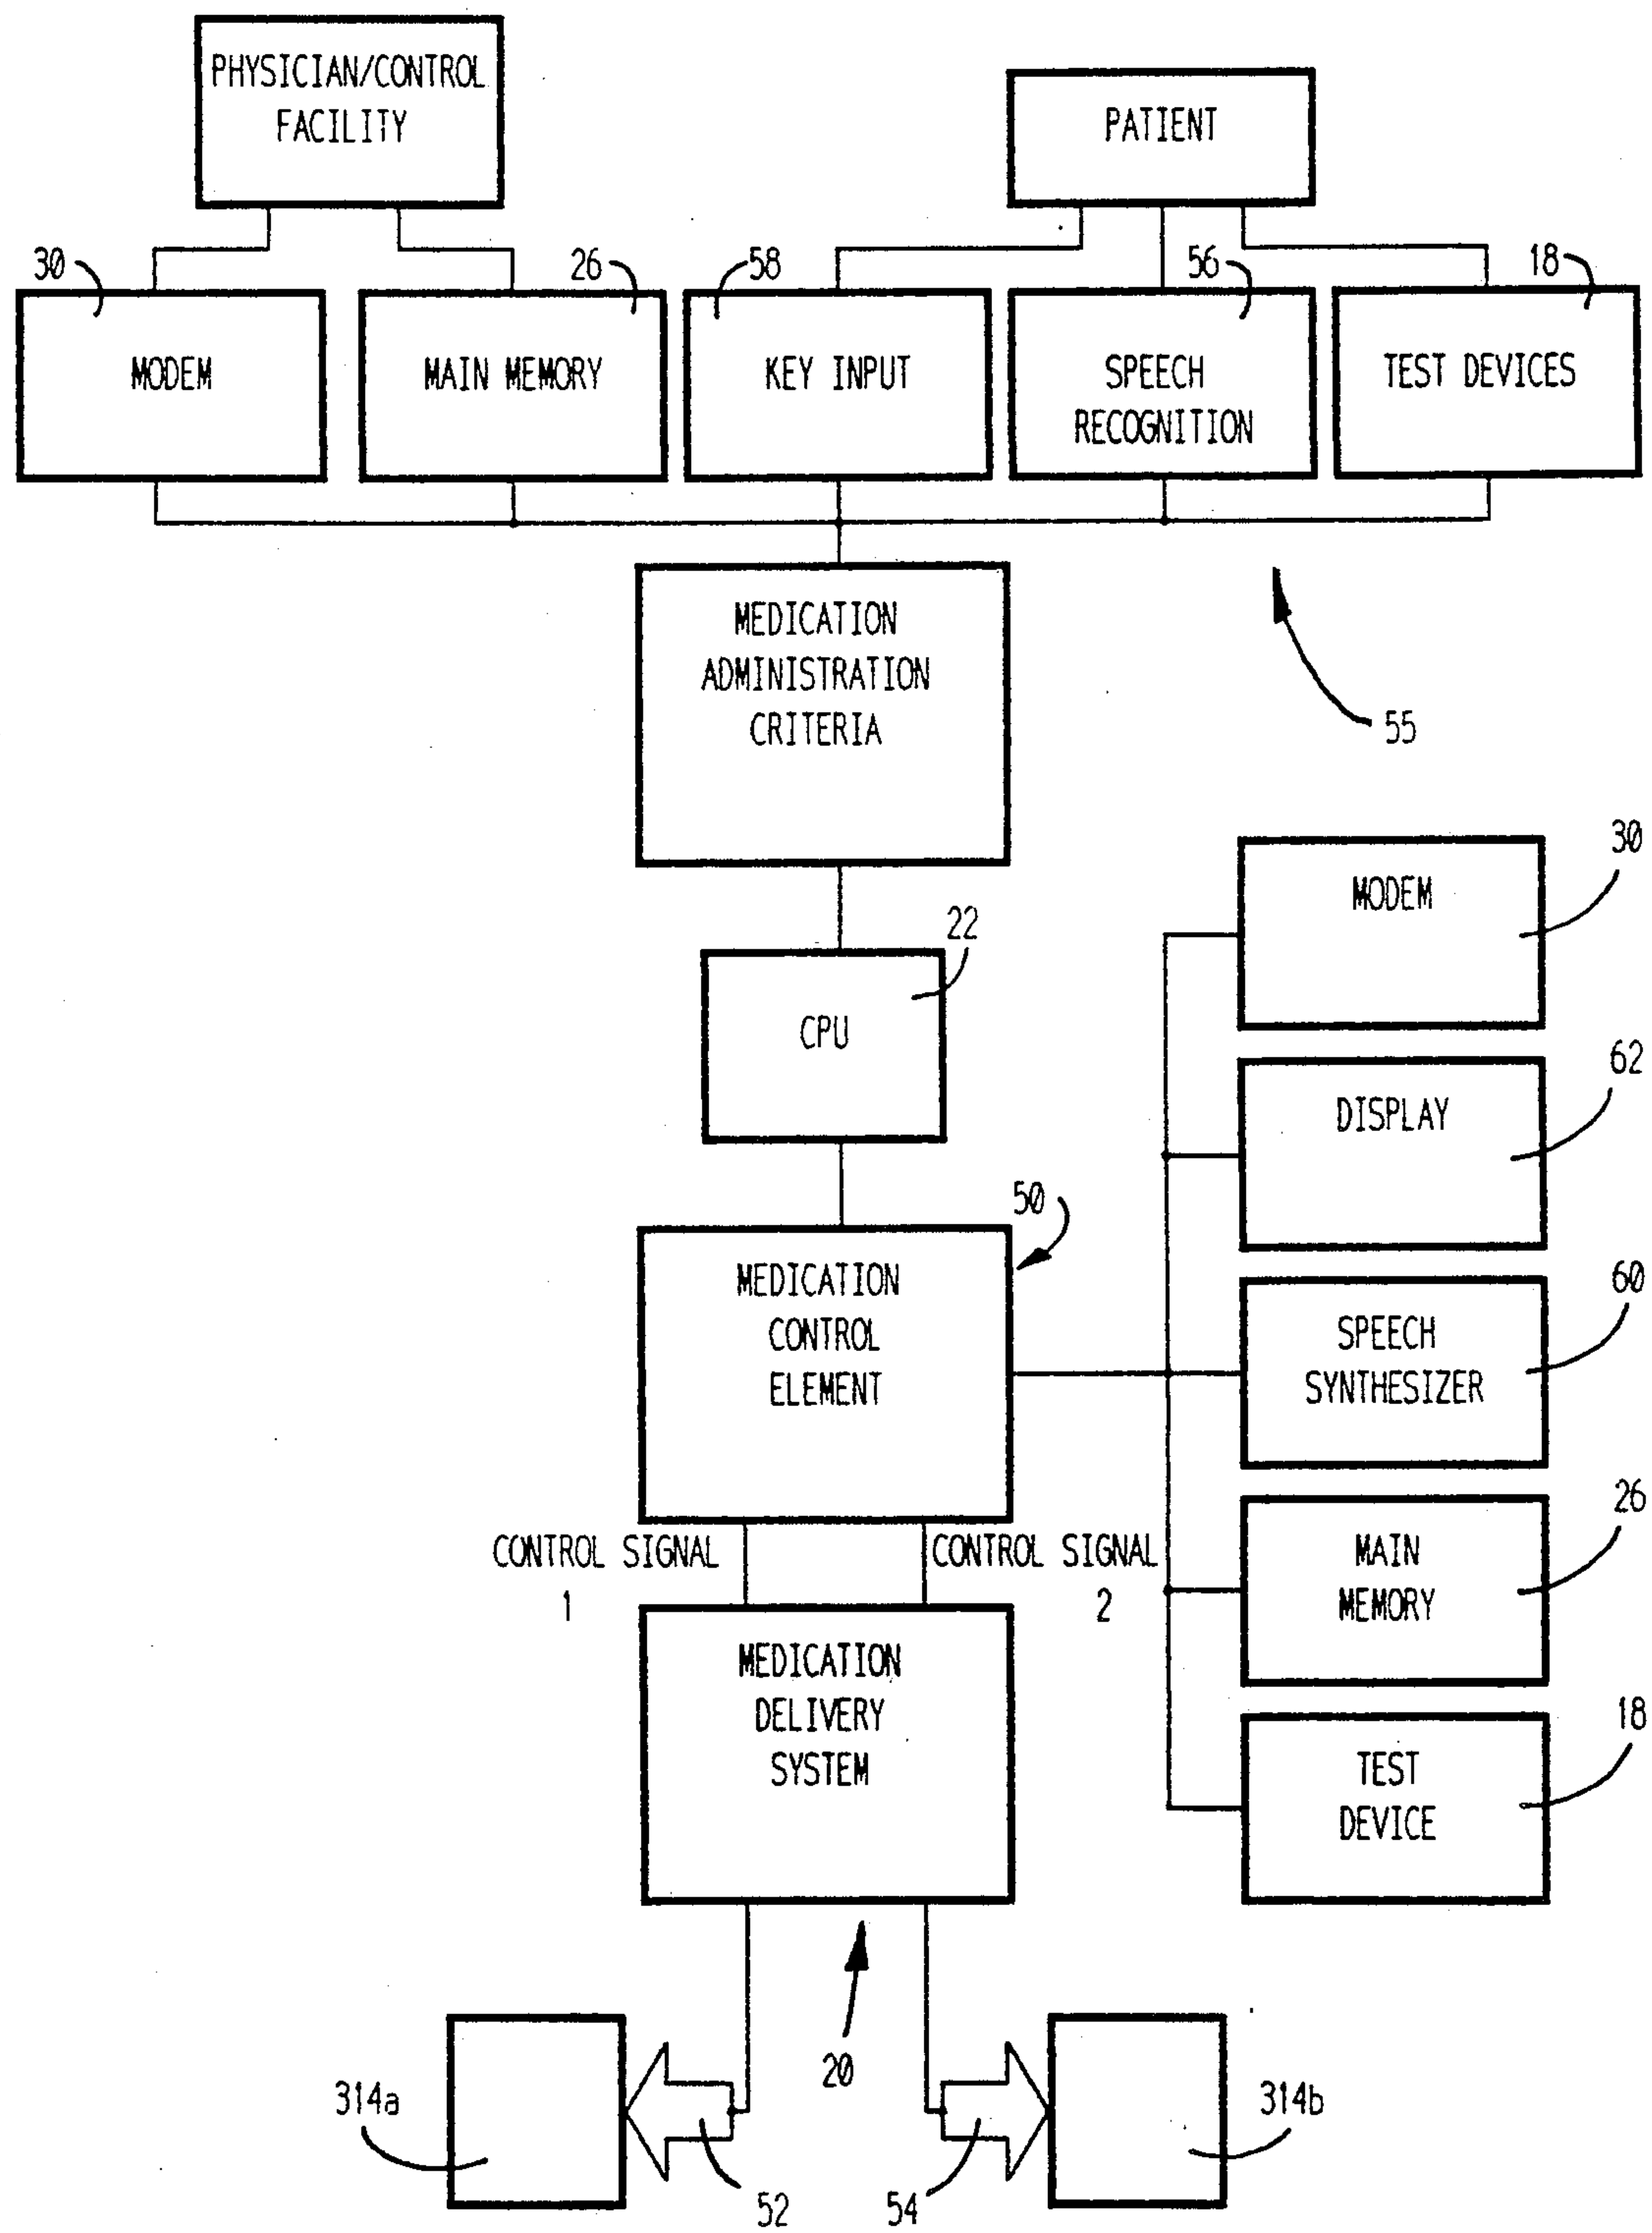 PHYSICIAN/CONTROL
FACILITY
PATIENT
30
26
58
56
18
MODEM
MAIN MEMORY
KEY INPUT
SPEECH
RECOGNITION
TEST DEVICES
MEDICATION
ADMINISTRATION
CRITERIA
55
22
CPU
30
MODEM
62
DISPLAY
50
MEDICATION
CONTROL
ELEMENT
60
SPEECH
SYNTHESIZER
CONTROL SIGNAL
1
CONTROL SIGNAL
2
26
MAIN
MEMORY
MEDICATION
DELIVERY
SYSTEM
18
TEST
DEVICE
20
314a
52
54
314b